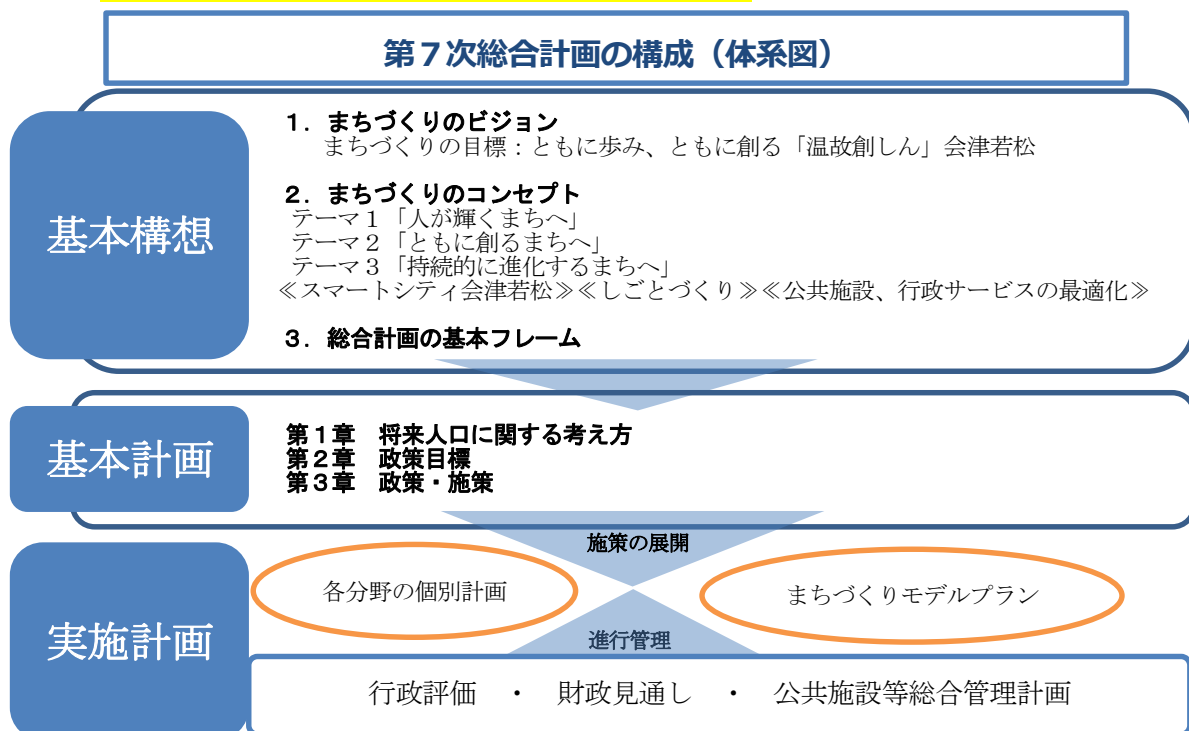 第7次総合計画の構成（体系図）
基本構想
1．まちづくりのビジョン
まちづくりの目標：ともに歩み、ともに創る「温故創しん」会津若松
2．まちづくりのコンセプト
テーマ１「人が輝くまちへ」
テーマ２「ともに創るまちへ」
テーマ３「持続的に進化するまちへ」
≪スマートシティ会津若松≫≪しごとづくり≫≪公共施設、行政サービスの最適化≫
3．総合計画の基本フレーム
基本計画
第１章　将来人口に関する考え方
第２章　政策目標
第３章　政策・施策
施策の展開
実施計画
各分野の個別計画
まちづくりモデルプラン
進行管理
行政評価　・　財政見通し　・　公共施設等総合管理計画